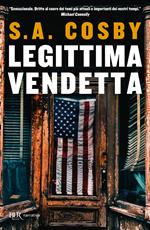 S.A. COSBY
"Sensazionale. Dritto al cuore dei temi più attuali e importanti dei nostri tempi."
Michael Connelly
LEGITTIMA
VENDETTA
BUR
narrativa